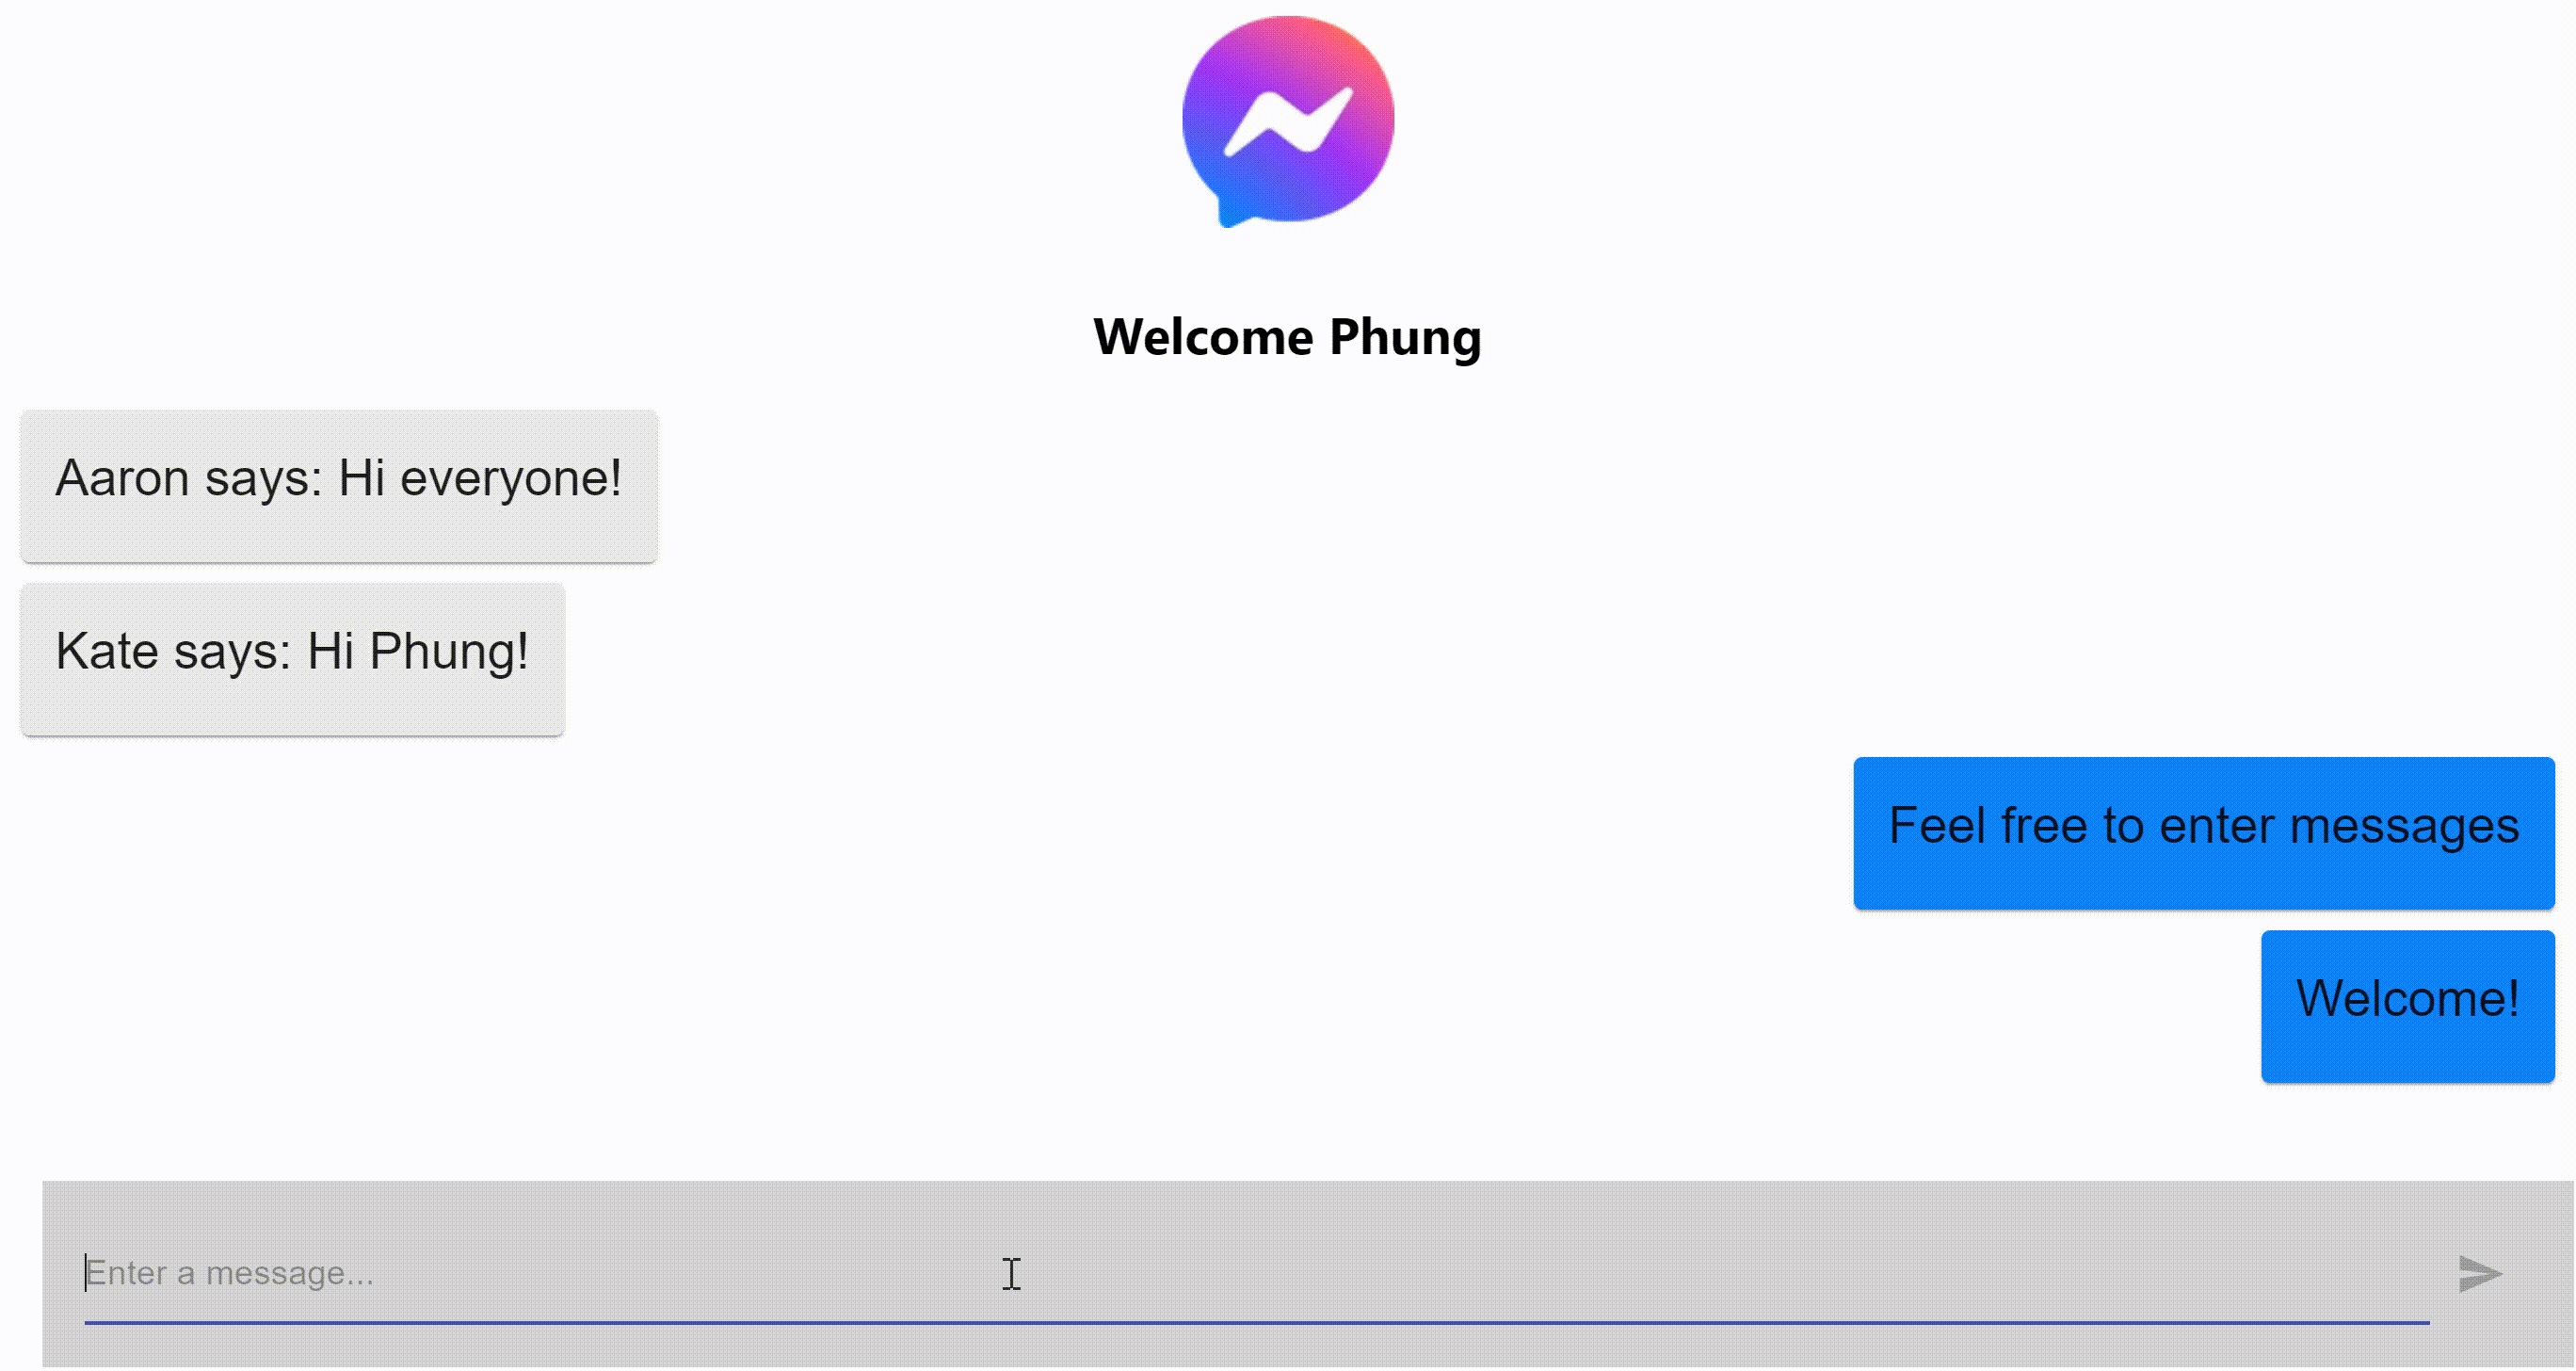 Welcome Phung
Aaron says: Hi everyone!
Kate says: Hi Phung!
Feel free to enter messages
Welcome!
Enter a message...